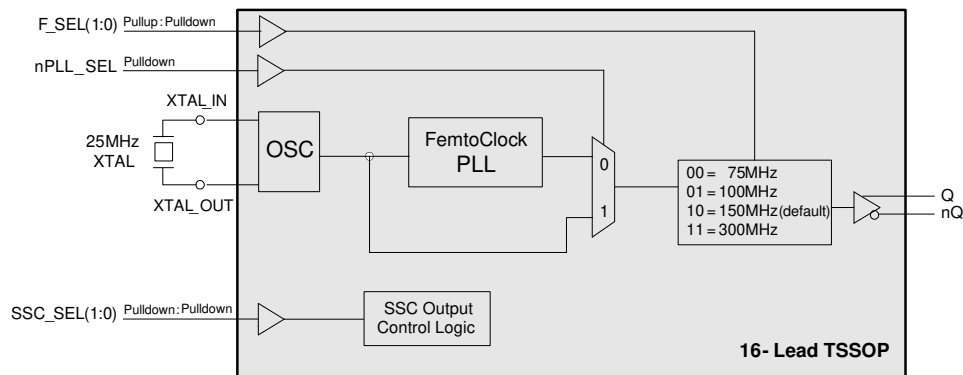 F_SEL(1:0) Pullup:Pulldown
nPLL_SEL Pulldown
XTAL_IN
25MHz
XTAL
XTAL_OUT
OSC
FemtoClock
PLL
0
1
00 = 75MHz
01 = 100MHz
10 = 150MHz (default)
11 = 300MHz
Q
nQ
SSC_SEL(1:0) Pulldown:Pulldown
SSC Output
Control Logic
16- Lead TSSOP